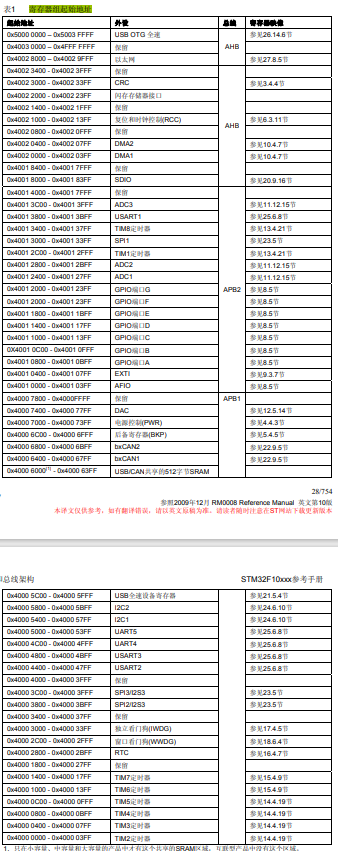 表1 寄存器组起始地址
起始地址 外设 总线 寄存器映像
0x5000 0000 – 0x5003 FFFF USB OTG 全速 AHB 参见26.14.6节
0x4003 0000 – 0x4FFF FFFF 保留
0x4002 8000 – 0x4002 9FFF 以太网 参见27.8.5节
0x4002 3400 - 0x4002 3FFF 保留 AHB
0x4002 3000 - 0x4002 33FF CRC 参见3.4.4节
0x4002 2000 - 0x4002 23FF 闪存存储器接口
0x4002 1400 - 0x4002 1FFF 保留
0x4002 1000 - 0x4002 13FF 复位和时钟控制(RCC) 参见6.3.11节
0x4002 0800 - 0x4002 0FFF 保留
0x4002 0400 - 0x4002 07FF DMA2 参见10.4.7节
0x4002 0000 - 0x4002 03FF DMA1 参见10.4.7节
0x4001 8400 - 0x4001 7FFF 保留
0x4001 8000 - 0x4001 83FF SDIO 参见20.9.16节
0x4001 4000 - 0x4001 7FFF 保留 APB2
0x4001 3C00 - 0x4001 3FFF ADC3 参见11.12.15节
0x4001 3800 - 0x4001 3BFF USART1 参见25.6.8节
0x4001 3400 - 0x4001 37FF TIM8定时器 参见13.4.21节
0x4001 3000 - 0x4001 33FF SPI1 参见23.5节
0x4001 2C00 - 0x4001 2FFF TIM1定时器 参见13.4.21节
0x4001 2800 - 0x4001 2BFF ADC2 参见11.12.15节
0x4001 2400 - 0x4001 27FF ADC1 参见11.12.15节
0x4001 2000 - 0x4001 23FF GPIO端口G 参见8.5节
0x4001 2000 - 0x4001 23FF GPIO端口F 参见8.5节
0x4001 1800 - 0x4001 1BFF GPIO端口E 参见8.5节
0x4001 1400 - 0x4001 17FF GPIO端口D 参见8.5节
0x4001 1000 - 0x4001 13FF GPIO端口C 参见8.5节
0X4001 0C00 - 0x4001 0FFF GPIO端口B 参见8.5节
0x4001 0800 - 0x4001 0BFF GPIO端口A 参见8.5节
0x4001 0400 - 0x4001 07FF EXTI 参见9.3.7节
0x4001 0000 - 0x4001 03FF AFIO 参见8.5节
0x4000 7800 - 0x4000FFFF 保留 APB1
0x4000 7400 - 0x4000 77FF DAC 参见12.5.14节
0x4000 7000 - 0x4000 73FF 电源控制(PWR) 参见4.4.3节
0x4000 6C00 - 0x4000 6FFF 后备寄存器(BKP) 参见5.4.5节
0x4000 6800 - 0x4000 6BFF bxCAN2 参见22.9.5节
0x4000 6400 - 0x4000 67FF bxCAN1 参见22.9.5节
0x4000 6000(1) - 0x4000 63FF USB/CAN共享的512字节SRAM
28/754
参照2009年12月 RM0008 Reference Manual 英文第10版
本译文仅供参考，如有翻译错误，请以英文原稿为准。请读者随时注意在ST网站下载更新版本
总线架构 STM32F10xxx参考手册
0x4000 5C00 - 0x4000 5FFF USB全速设备寄存器 参见21.5.4节
0x4000 5800 - 0x4000 5BFF I2C2 参见24.6.10节
0x4000 5400 - 0x4000 57FF I2C1 参见24.6.10节
0x4000 5000 - 0x4000 53FF UART5 参见25.6.8节
0x4000 4C00 - 0x4000 4FFF UART4 参见25.6.8节
0x4000 4800 - 0x4000 4BFF USART3 参见25.6.8节
0x4000 4400 - 0x4000 47FF USART2 参见25.6.8节
0x4000 4000 - 0x4000 3FFF 保留
0x4000 3C00 - 0x4000 3FFF SPI3/I2S3 参见23.5节
0x4000 3800 - 0x4000 3BFF SPI2/I2S3 参见23.5节
0x4000 3400 - 0x4000 37FF 保留
0x4000 3000 - 0x4000 33FF 独立看门狗(IWDG) 参见17.4.5节
0x4000 2C00 - 0x4000 2FFF 窗口看门狗(WWDG) 参见18.6.4节
0x4000 2800 - 0x4000 2BFF RTC 参见16.4.7节
0x4000 1800 - 0x4000 27FF 保留
0x4000 1400 - 0x4000 17FF TIM7定时器 参见15.4.9节
0x4000 1000 - 0x4000 13FF TIM6定时器 参见15.4.9节
0x4000 0C00 - 0x4000 0FFF TIM5定时器 参见14.4.19节
0x4000 0800 - 0x4000 0BFF TIM4定时器 参见14.4.19节
0x4000 0400 - 0x4000 07FF TIM3定时器 参见14.4.19节
0x4000 0000 - 0x4000 03FF TIM2定时器 参见14.4.19节
1. 只在小容量、中容量和大容量的产品中才有这个共享的SRAM区域，互联型产品中没有这个区域。